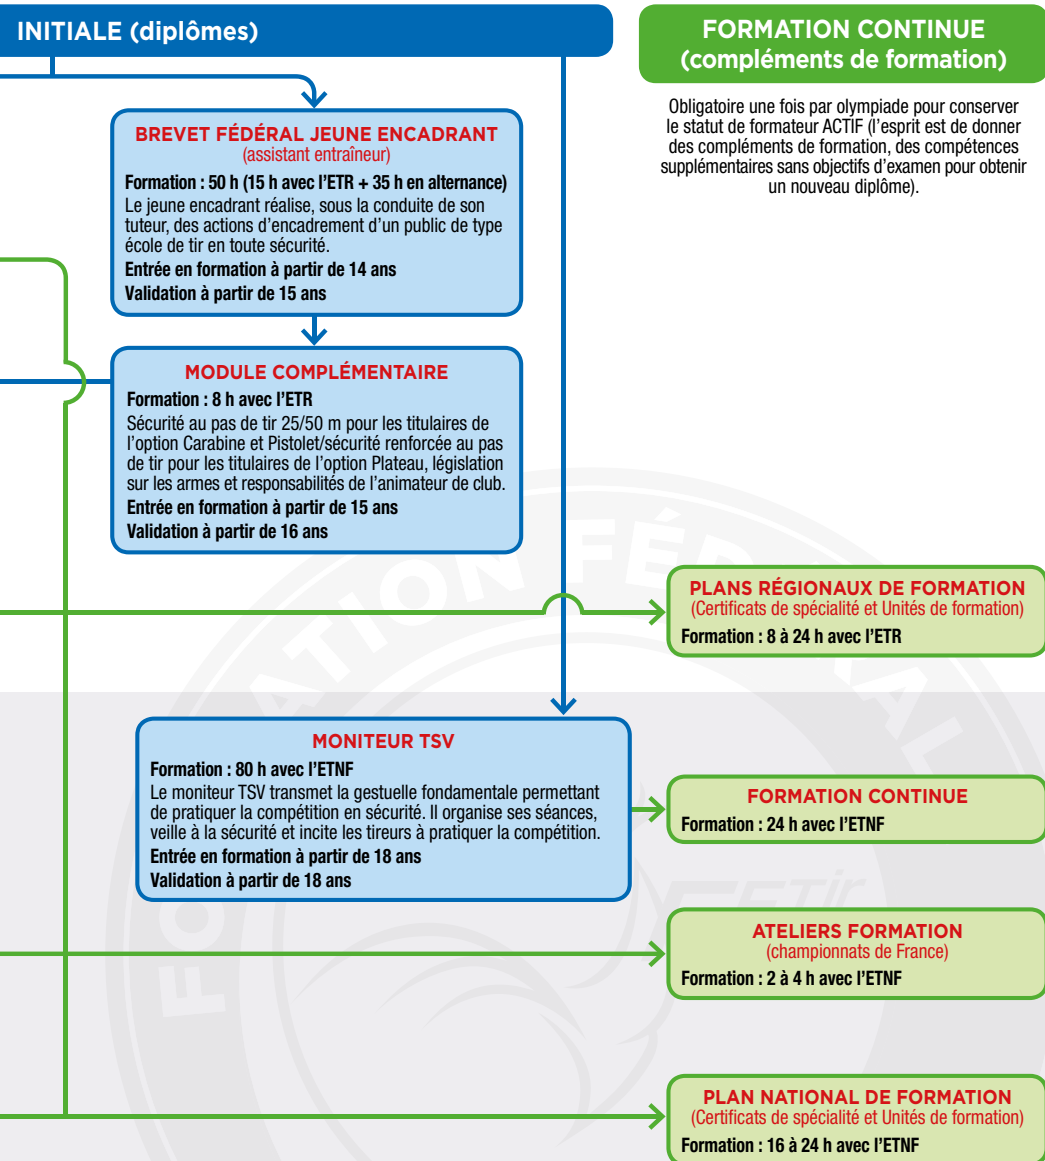 INITIALE (diplômes)
FORMATION CONTINUE
(compléments de formation)
Obligatoire une fois par olympiade pour conserver
le statut de formateur ACTIF (l’esprit est de donner
des compléments de formation, des compétences
supplémentaires sans objectifs d’examen pour obtenir
un nouveau diplôme).
BREVET FÉDÉRAL JEUNE ENCADRANT
(assistant entraîneur)
Formation : 50 h (15 h avec l’ETR + 35 h en alternance)
Le jeune encadrant réalise, sous la conduite de son
tuteur, des actions d’encadrement d’un public de type
école de tir en toute sécurité.
Entrée en formation à partir de 14 ans
Validation à partir de 15 ans
MODULE COMPLÉMENTAIRE
Formation : 8 h avec l’ETR
Sécurité au pas de tir 25/50 m pour les titulaires de
l’option Carabine et Pistolet/sécurité renforcée au pas
de tir pour les titulaires de l’option Plateau, législation
sur les armes et responsabilités de l’animateur de club.
Entrée en formation à partir de 15 ans
Validation à partir de 16 ans
PLANS RÉGIONAUX DE FORMATION
(Certificats de spécialité et Unités de formation)
Formation : 8 à 24 h avec l’ETR
MONITEUR TSV
Formation : 80 h avec l’ETNF
Le moniteur TSV transmet la gestuelle fondamentale permettant
de pratiquer la compétition en sécurité. Il organise ses séances,
veille à la sécurité et incite les tireurs à pratiquer la compétition.
Entrée en formation à partir de 18 ans
Validation à partir de 18 ans
FORMATION CONTINUE
Formation : 24 h avec l’ETNF
ATELIERS FORMATION
(championnats de France)
Formation : 2 à 4 h avec l’ETNF
PLAN NATIONAL DE FORMATION
(Certificats de spécialité et Unités de formation)
Formation : 16 à 24 h avec l’ETNF
FFTir